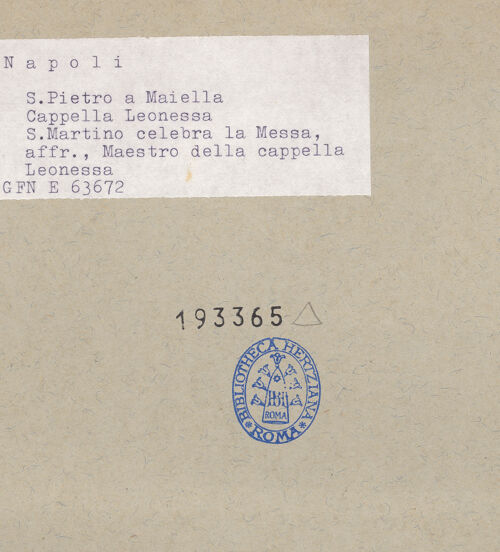 Napoli
S.Pietro a Maiella
Cappella Leonessa
S.Martino celebra la Messa,
affr., Maestro della cappella
Leonessa
GFN E 63672
193365
*BIBLIOTHECA HERTZIANA*
ROMA
ROMA